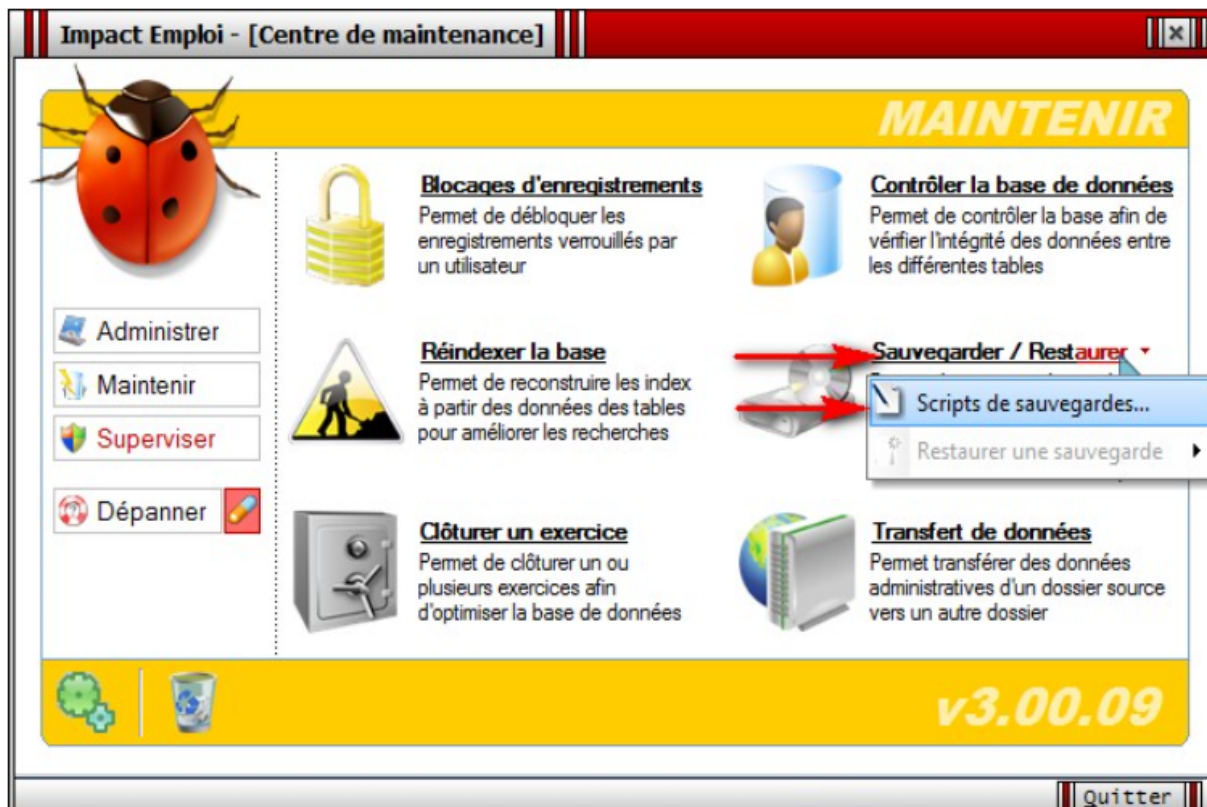 Impact Emploi - [Centre de maintenance]
MAINTENIR
Administrer
Maintenir
Superviser
Dépanner
Blocages d'enregistrements
Permet de débloquer les
enregistrements verrouillés par
un utilisateur
Contrôler la base de données
Permet de contrôler la base afin de
vérifier l'intégrité des données entre
les différentes tables
Réindexer la base
Permet de reconstruire les index
à partir des données des tables
pour améliorer les recherches
Sauvegarder / Restaurer
Scripts de sauvegardes...
Restaurer une sauvegarde
Clôturer un exercice
Permet de clôturer un ou
plusieurs exercices afin
d'optimiser la base de données
Transfert de données
Permet transférer des données
administratives d'un dossier source
vers un autre dossier
v3.00.09
Quitter